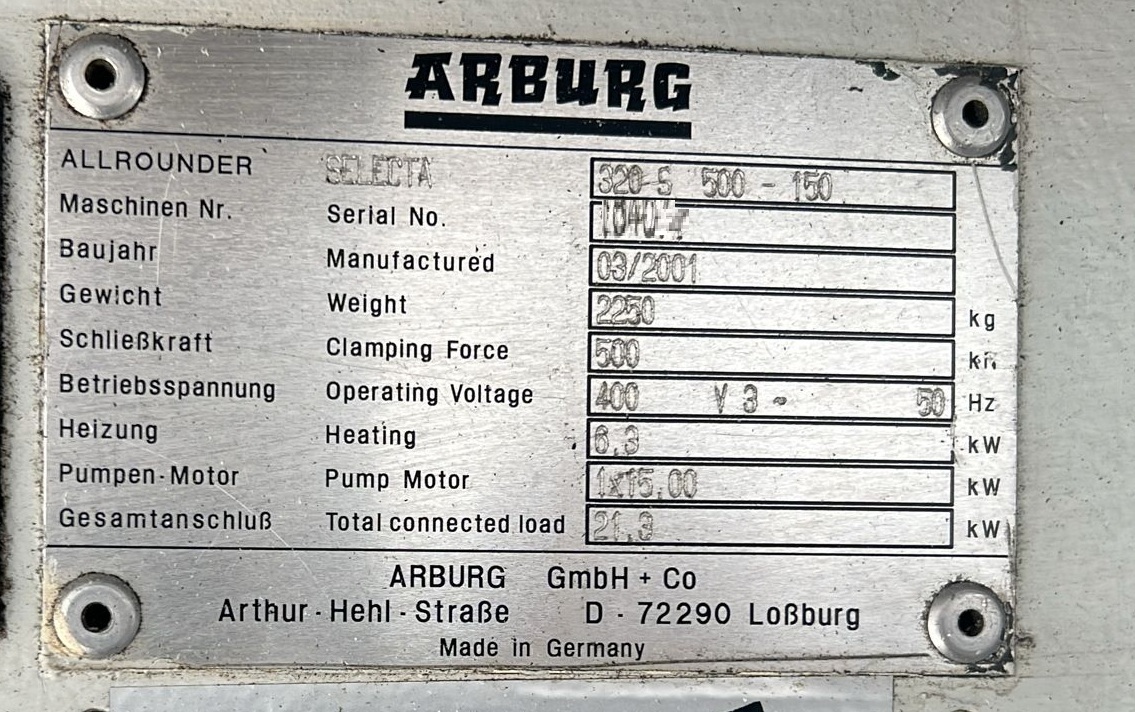 ARBURG
ALLROUNDER SELECTA 320 S 500 - 150
Maschinen Nr. Serial No.
Baujahr Manufactured 03/2001
Gewicht Weight 2250 kg
Schließkraft Clamping Force 500 kN
Betriebsspannung Operating Voltage 400 V 3 ~ 50 Hz
Heizung Heating 6.3 kW
Pumpen-Motor Pump Motor 1x15.00 kW
Gesamtanschluß Total connected load 21.3 kW
ARBURG GmbH + Co
Arthur - Hehl - Straße D - 72290 Loßburg
Made in Germany